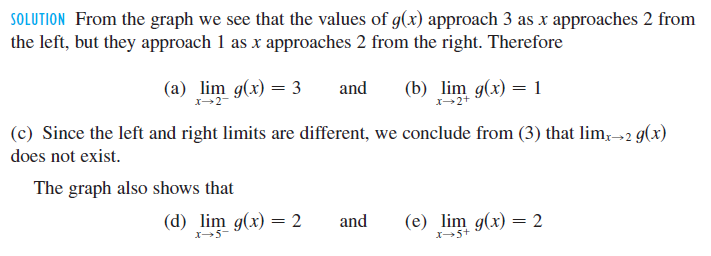 SOLUTION From the graph we see that the values of g(x) approach 3 as x approaches 2 from
the left, but they approach 1 as x approaches 2 from the right. Therefore
(a) lim g(x) = 3 and (b) lim g(x) = 1
x→2⁻ x→2⁺
(c) Since the left and right limits are different, we conclude from (3) that limₓ→₂ g(x)
does not exist.
The graph also shows that
(d) lim g(x) = 2 and (e) lim g(x) = 2
x→5⁻ x→5⁺